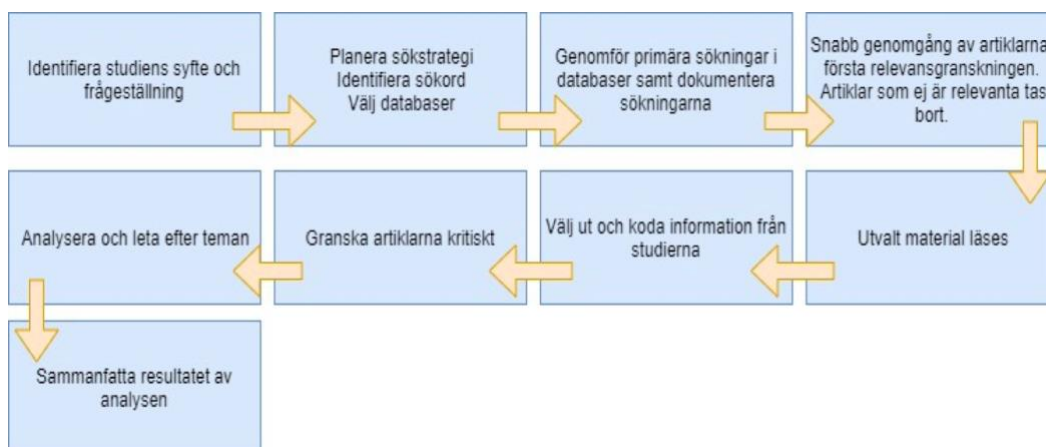 Identifiera studiens syfte och
frågeställning
Planera sökstrategi
Identifiera sökord
Välj databaser
Genomför primära sökningar i
databaser samt dokumentera
sökningarna
Snabb genomgång av artiklarna,
första relevansgranskningen.
Artiklar som ej är relevanta tas
bort.
Utvalt material läses
Välj ut och koda information från
studierna
Granska artiklarna kritiskt
Analysera och leta efter teman
Sammanfatta resultatet av
analysen